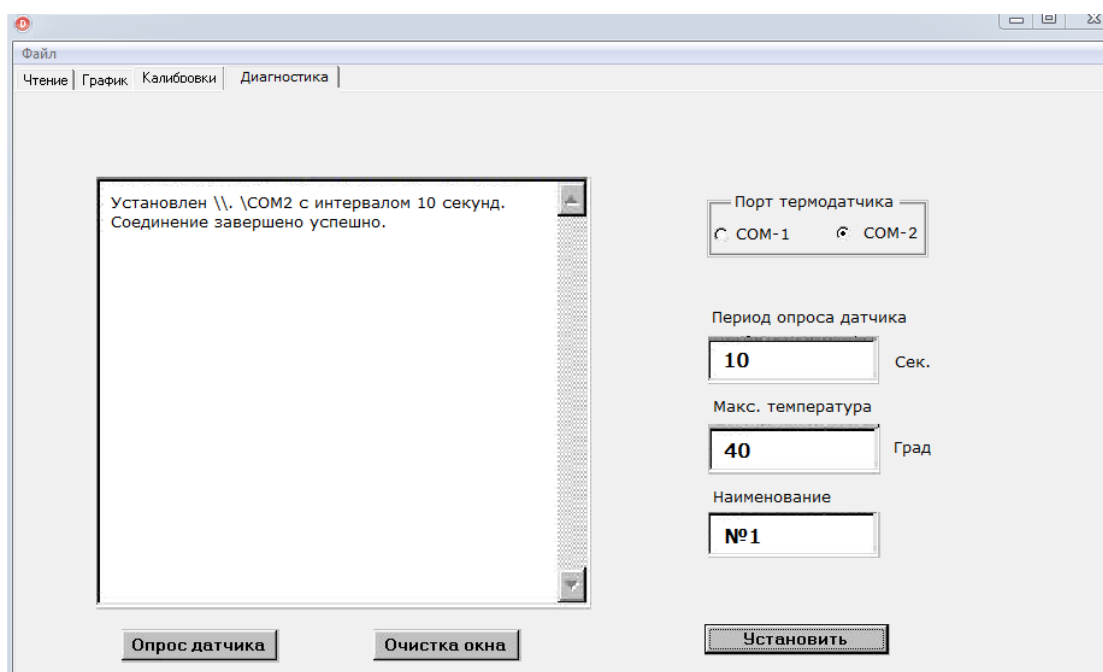 Файл
Чтение График Калибровки Диагностика
Установлен \\. \COM2 с интервалом 10 секунд.
Соединение завершено успешно.
Порт термодатчика
COM-1 COM-2
Период опроса датчика
10 Сек.
Макс. температура
40 Град
Наименование
№1
Опрос датчика Очистка окна Установить